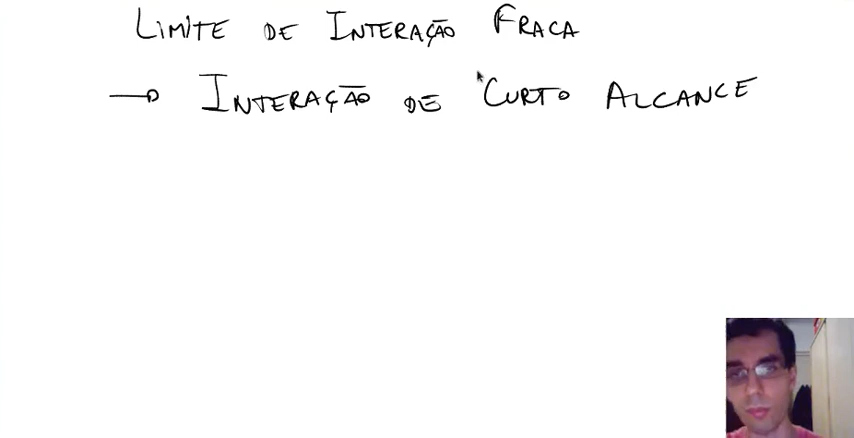 LIMITE DE INTERAÇÃO FRACA
→ INTERAÇÃO DE CURTO ALCANCE